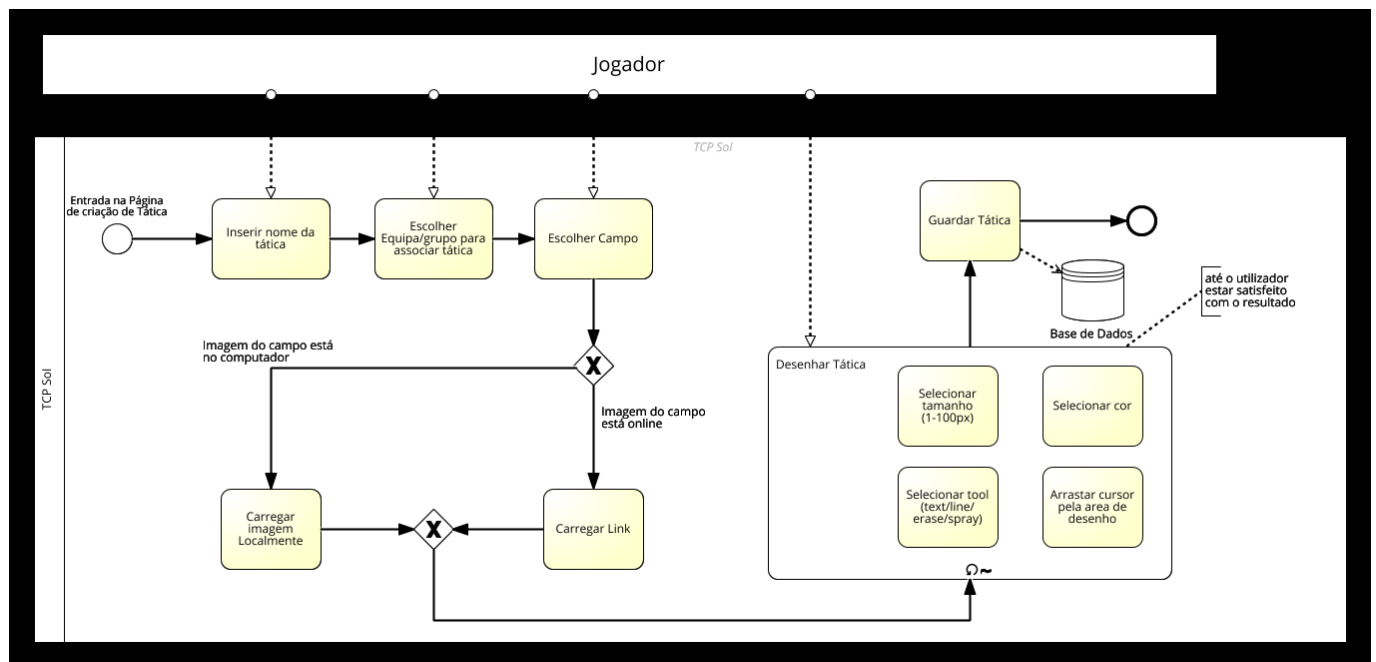 Jogador
TCP Sol
TCP Sol
Entrada na Página
de criação de Tática
Inserir nome da
tática
Escolher
Equipa/grupo para
associar tática
Escolher Campo
Guardar Tática
Base de Dados
até o utilizador
estar satisfeito
com o resultado
Imagem do campo está
no computador
X
Imagem do campo
está online
Desenhar Tática
Selecionar
tamanho
(1-100px)
Selecionar cor
Selecionar tool
(text/line/
erase/spray)
Arrastar cursor
pela area de
desenho
Carregar
imagem
Localmente
X
Carregar Link